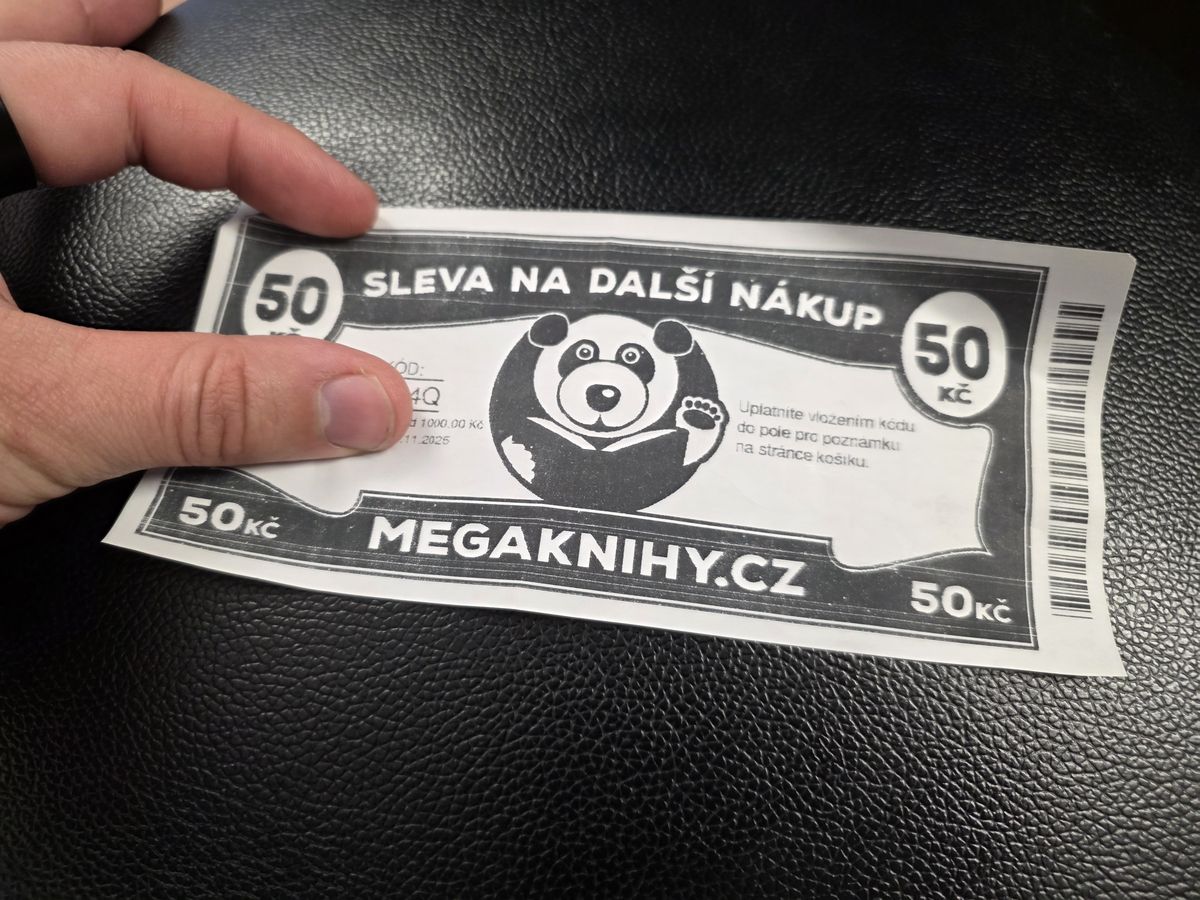 50
SLEVA NA DALŠÍ NÁKUP
50
KČ
KÓD:
4Q
1000.00 Kč
11.2025
Uplatníte vložením kódu
do pole pro poznámku
na stránce košíku.
50KČ
MEGAKNIHY.CZ
50KČ